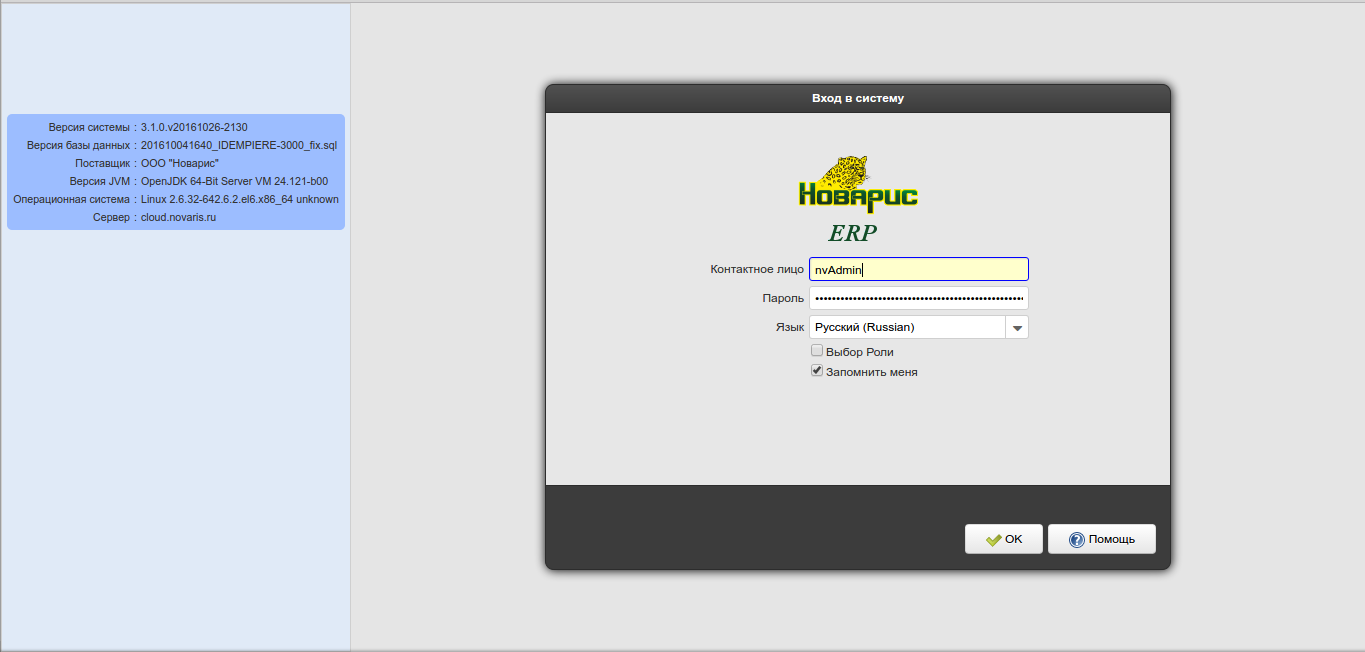 Версия системы : 3.1.0.v20161026-2130
Версия базы данных : 201610041640_IDEMPIERE-3000_fix.sql
Поставщик : ООО "Новарис"
Версия JVM : OpenJDK 64-Bit Server VM 24.121-b00
Операционная система : Linux 2.6.32-642.6.2.el6.x86_64 unknown
Сервер : cloud.novaris.ru
Вход в систему
Новарис
ERP
Контактное лицо nvAdmin
Пароль
Язык Русский (Russian)
Выбор Роли
Запомнить меня
OK Помощь